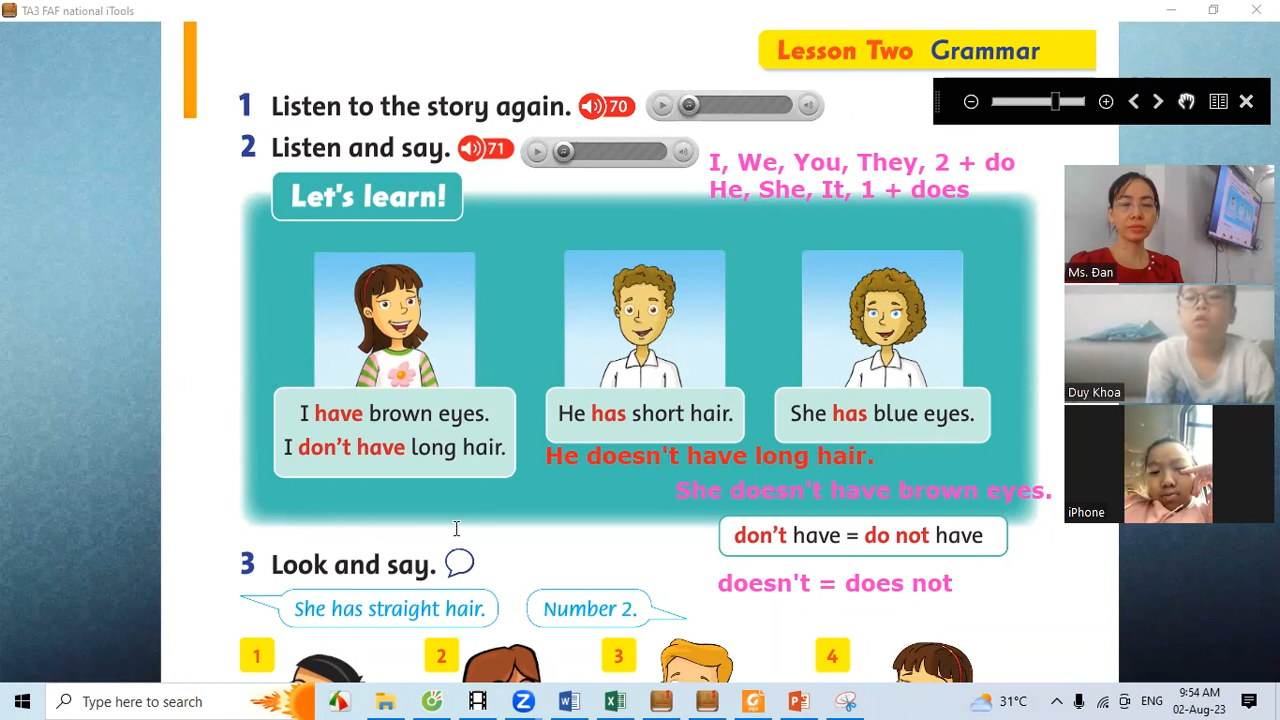 TA3 FAF national iTools
Lesson Two Grammar
1 Listen to the story again. 70
2 Listen and say. 71
I, We, You, They, 2 + do
He, She, It, 1 + does
Let's learn!
I have brown eyes.
I don't have long hair.
He has short hair.
She has blue eyes.
He doesn't have long hair.
She doesn't have brown eyes.
don't have = do not have
doesn't = does not
3 Look and say.
She has straight hair.
Number 2.
1
2
3
4
Ms. Đan
Duy Khoa
iPhone
Type here to search
31°C
ENG
9:54 AM
02-Aug-23